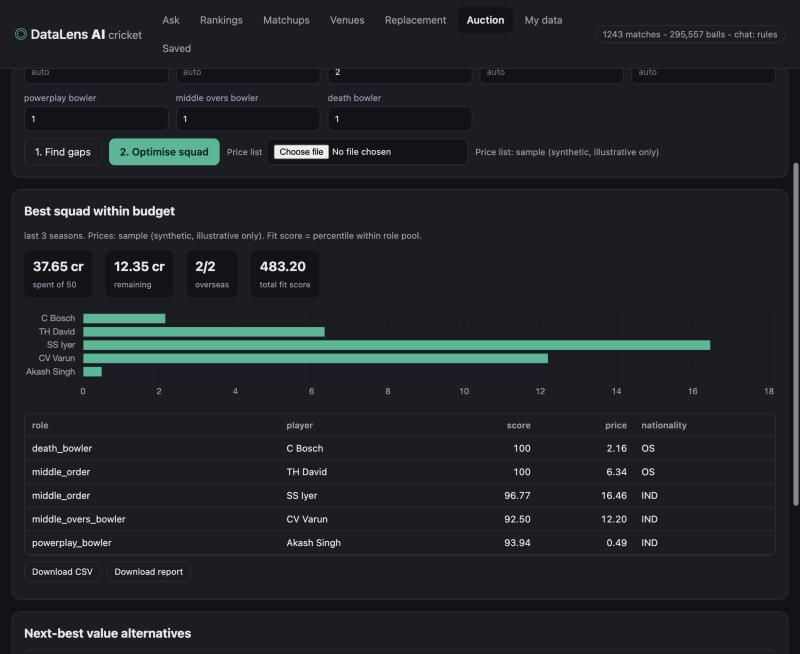 DataLens AI cricket
Ask Rankings Matchups Venues Replacement Auction My data
Saved
1243 matches - 295,557 balls - chat: rules
auto auto 2 auto auto
powerplay bowler middle overs bowler death bowler
1 1 1
1. Find gaps 2. Optimise squad Price list Choose file No file chosen Price list: sample (synthetic, illustrative only)
Best squad within budget
last 3 seasons. Prices: sample (synthetic, illustrative only). Fit score = percentile within role pool.
37.65 cr 12.35 cr 2/2 483.20
spent of 50 remaining overseas total fit score
C Bosch
TH David
SS Iyer
CV Varun
Akash Singh
0 2 4 6 8 10 12 14 16 18
role player score price nationality
death_bowler C Bosch 100 2.16 OS
middle_order TH David 100 6.34 OS
middle_order SS Iyer 96.77 16.46 IND
middle_overs_bowler CV Varun 92.50 12.20 IND
powerplay_bowler Akash Singh 93.94 0.49 IND
Download CSV Download report
Next-best value alternatives